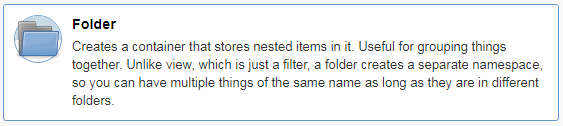 Folder
Creates a container that stores nested items in it. Useful for grouping things
together. Unlike view, which is just a filter, a folder creates a separate namespace,
so you can have multiple things of the same name as long as they are in different
folders.